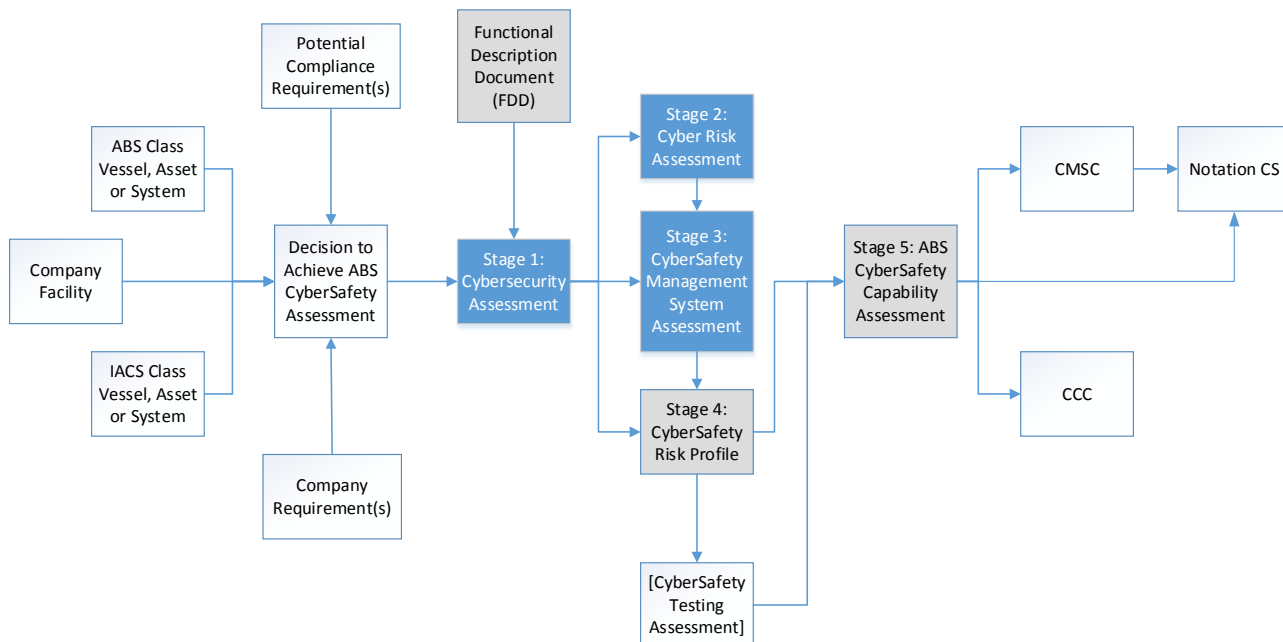 Potential
Compliance
Requirement(s)
Functional
Description
Document
(FDD)
ABS Class
Vessel, Asset
or System
Company
Facility
IACS Class
Vessel, Asset
or System
Decision to
Achieve ABS
CyberSafety
Assessment
Company
Requirement(s)
Stage 1:
Cybersecurity
Assessment
Stage 2:
Cyber Risk
Assessment
Stage 3:
CyberSafety
Management
System
Assessment
Stage 4:
CyberSafety
Risk Profile
[CyberSafety
Testing
Assessment]
Stage 5: ABS
CyberSafety
Capability
Assessment
CMSC
Notation CS
CCC